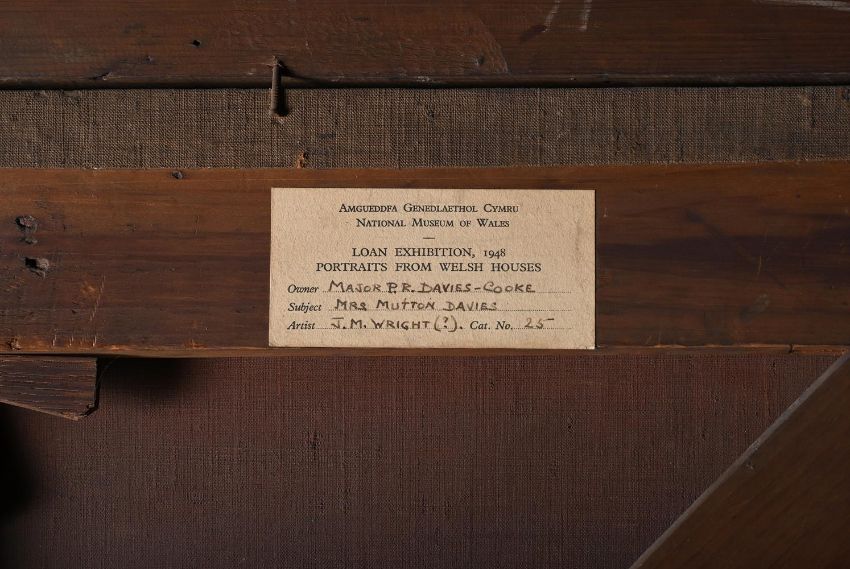 Amgueddfa Genedlaethol Cymru
National Museum of Wales
LOAN EXHIBITION, 1948
PORTRAITS FROM WELSH HOUSES
Owner MAJOR P.R. DAVIES-COOKE
Subject MRS MUTTON DAVIES
Artist J.M. WRIGHT (?). Cat. No. 25